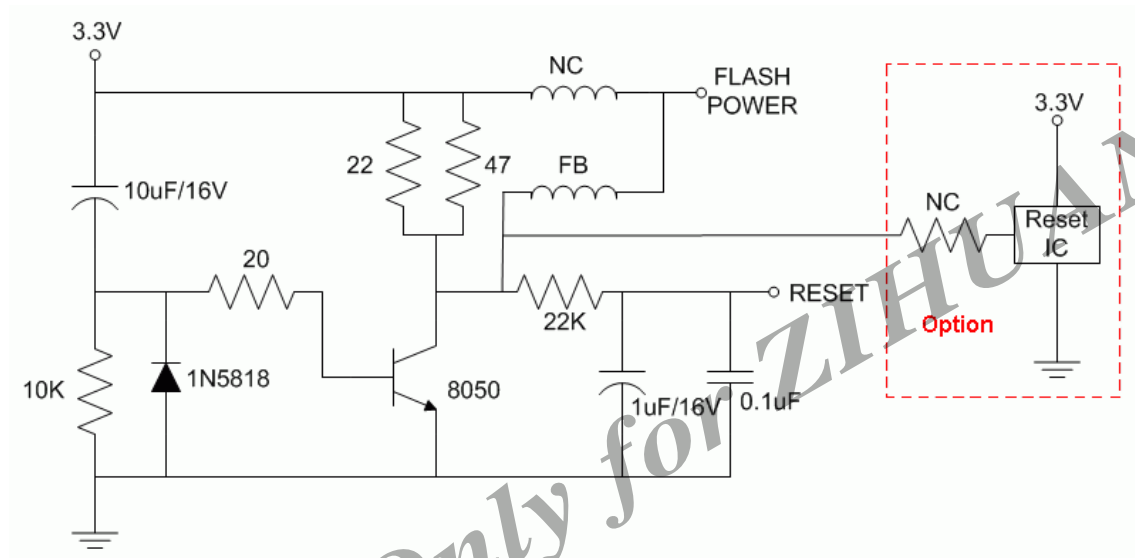 3.3V
NC
FLASH
POWER
22
47
FB
10uF/16V
3.3V
NC
Reset
IC
20
RESET
22K
Option
10K
1N5818
8050
1uF/16V
0.1uF
Only for ZIHUAN